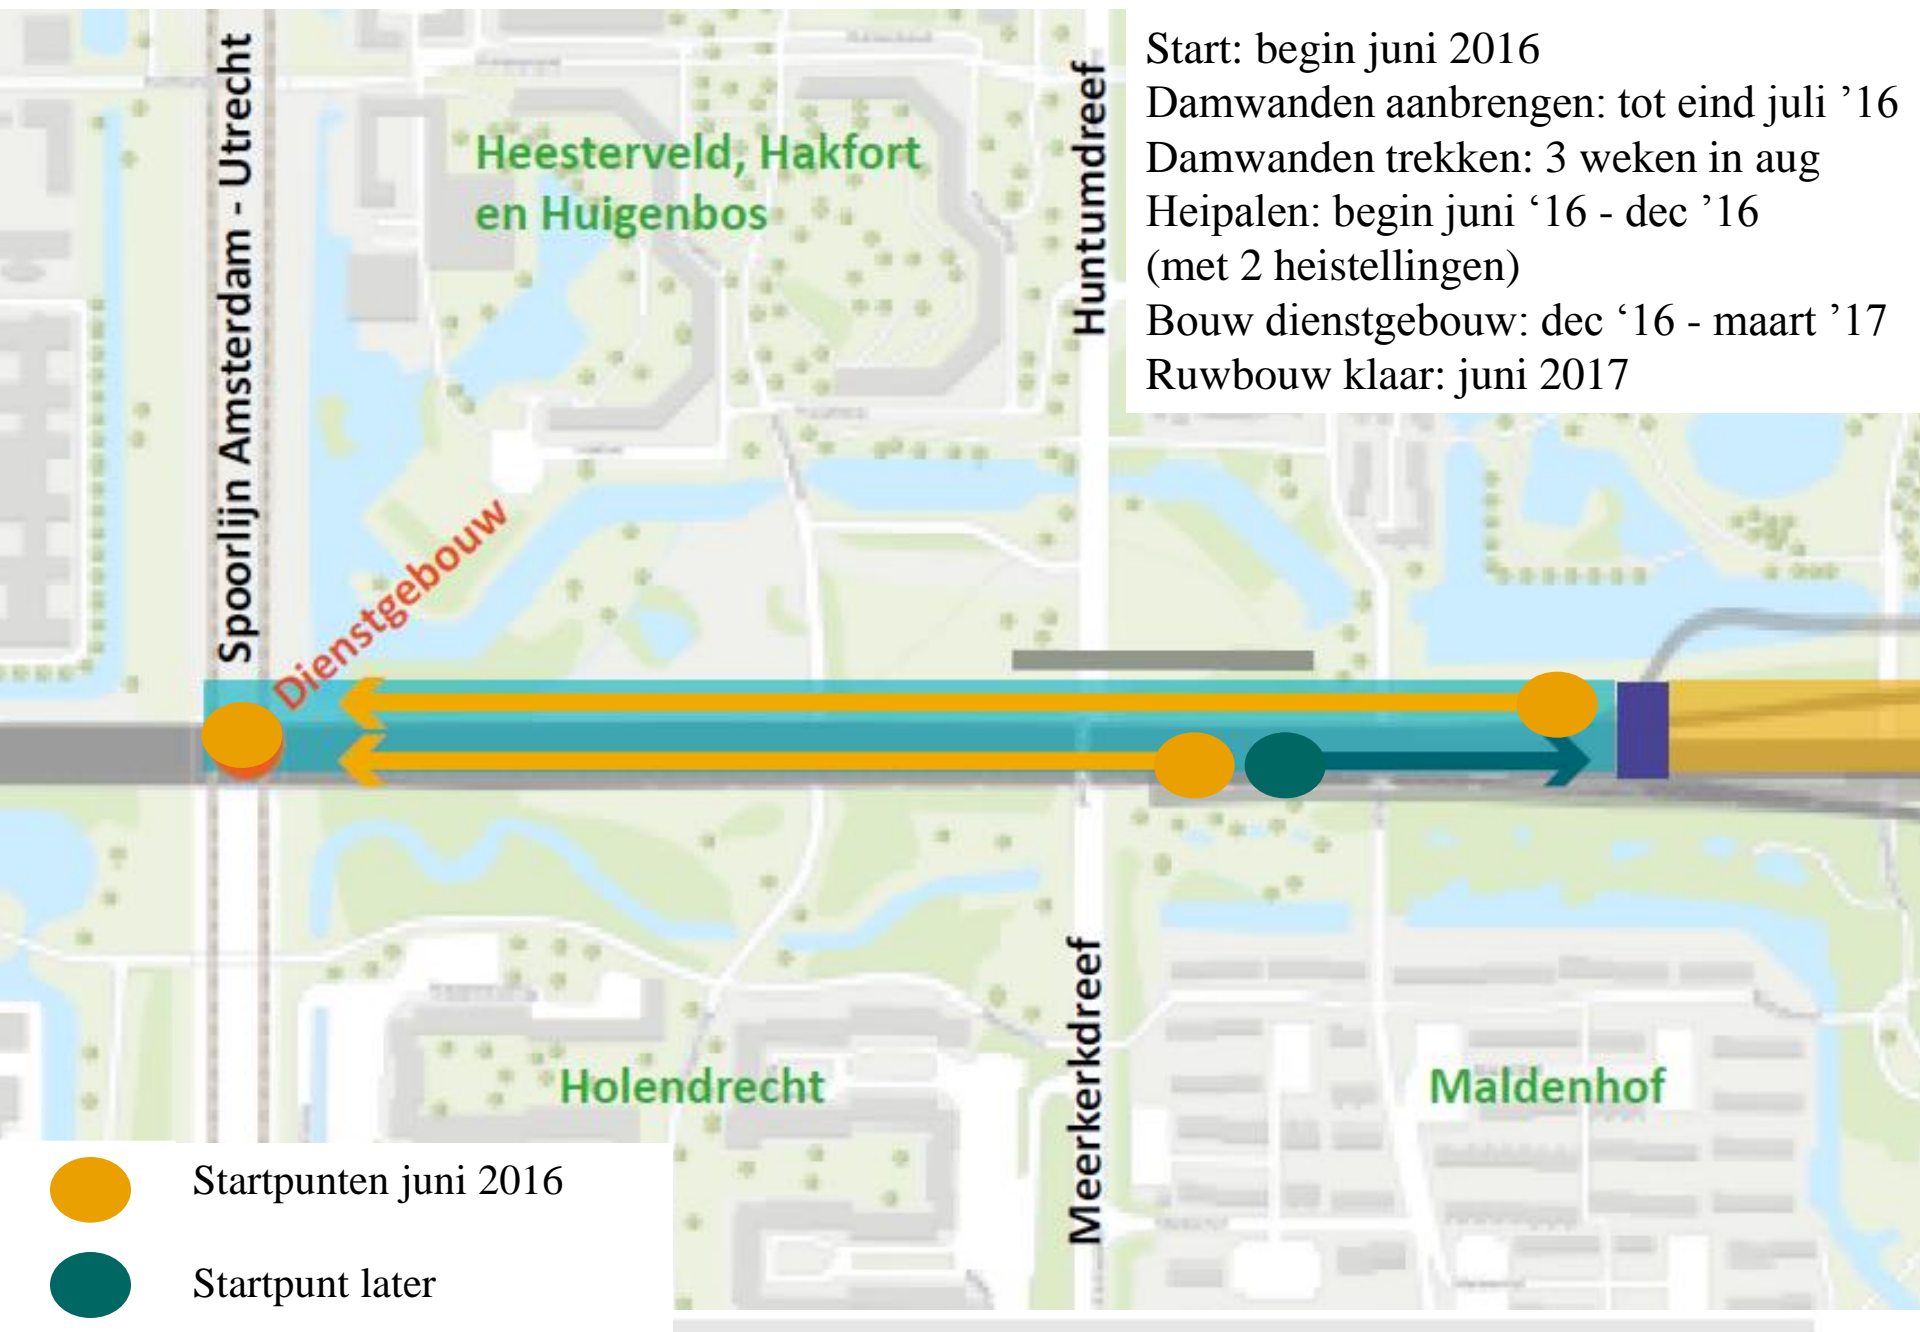 Start: begin juni 2016
Damwanden aanbrengen: tot eind juli ’16
Damwanden trekken: 3 weken in aug
Heipalen: begin juni ‘16 - dec ’16
(met 2 heistellingen)
Bouw dienstgebouw: dec ‘16 - maart ’17
Ruwbouw klaar: juni 2017
Spoorlijn Amsterdam - Utrecht
Heesterveld, Hakfort
en Huigenbos
Huntumdreef
Dienstgebouw
Holendrecht
Meerkerkdreef
Maldenhof
Startpunten juni 2016
Startpunt later